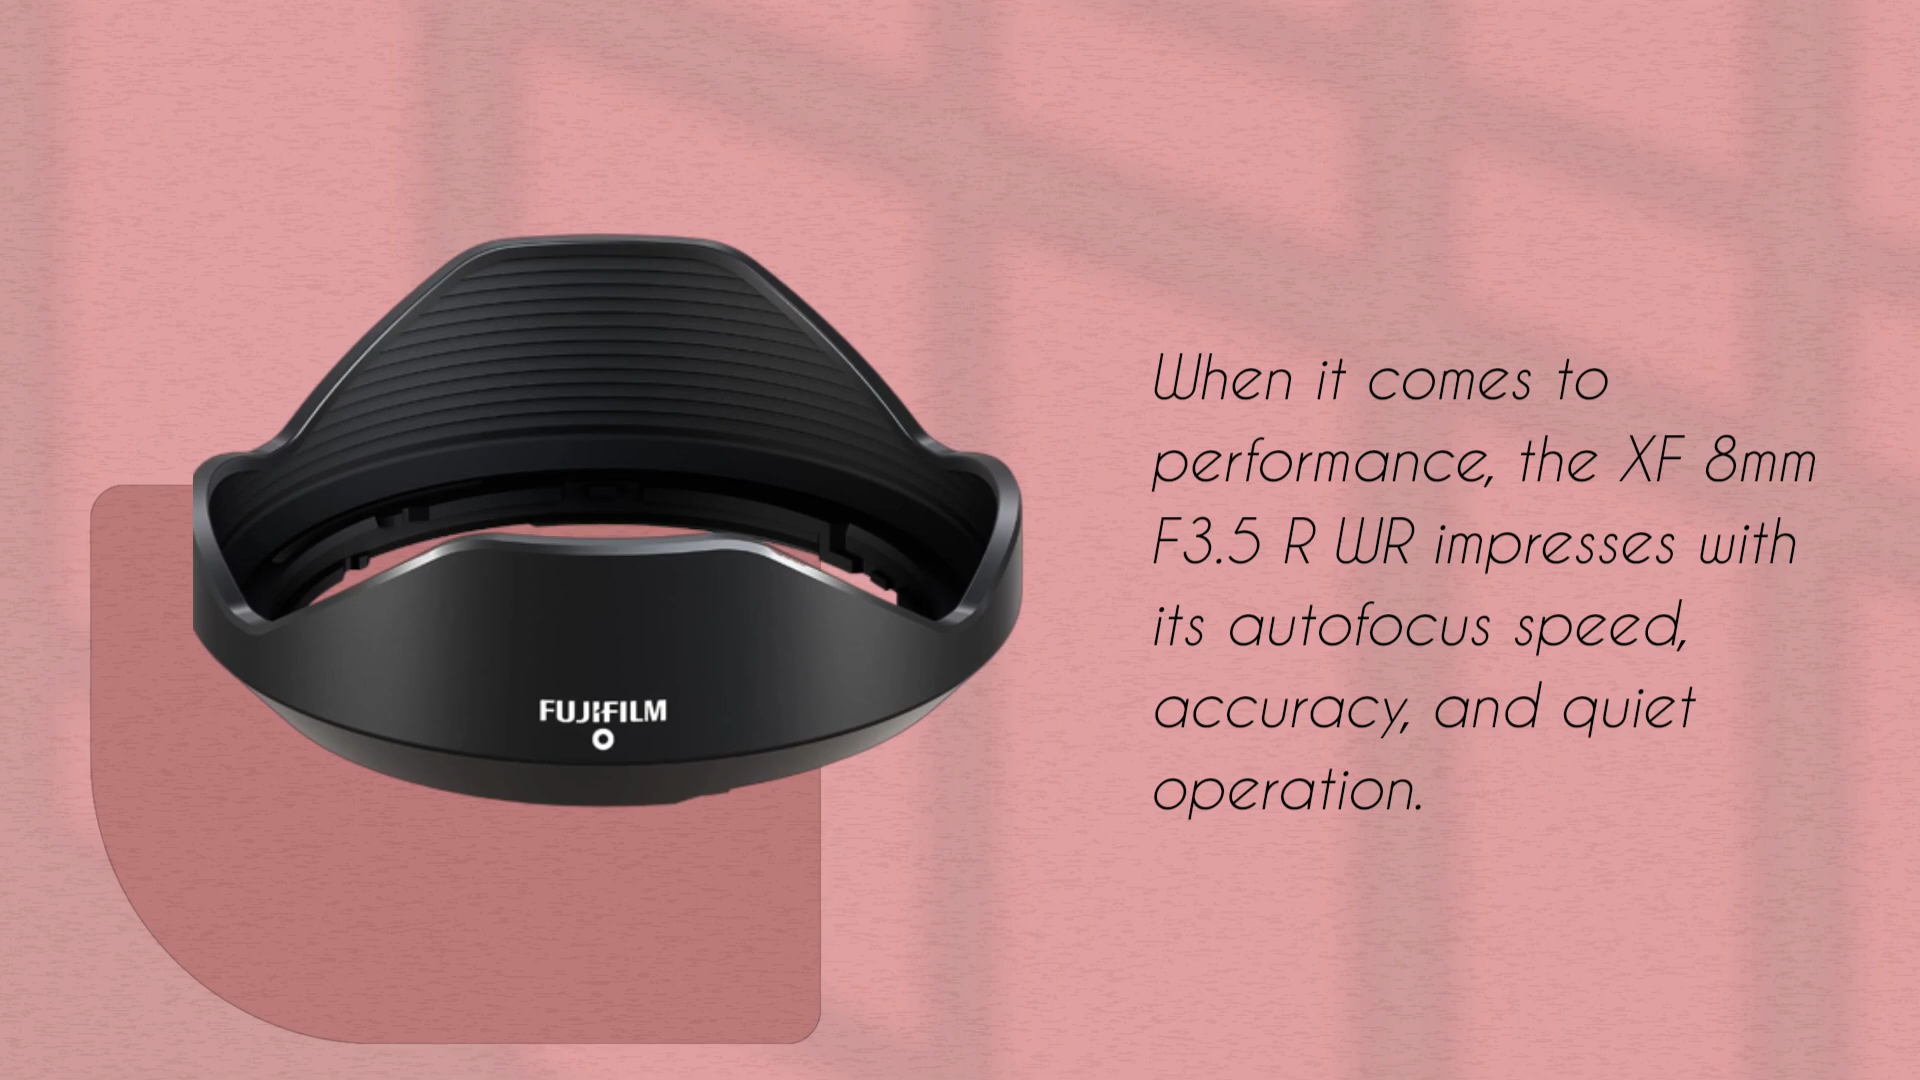 FUJIFILM
When it comes to
performance, the XF 8mm
F3.5 R WR impresses with
its autofocus speed,
accuracy, and quiet
operation.